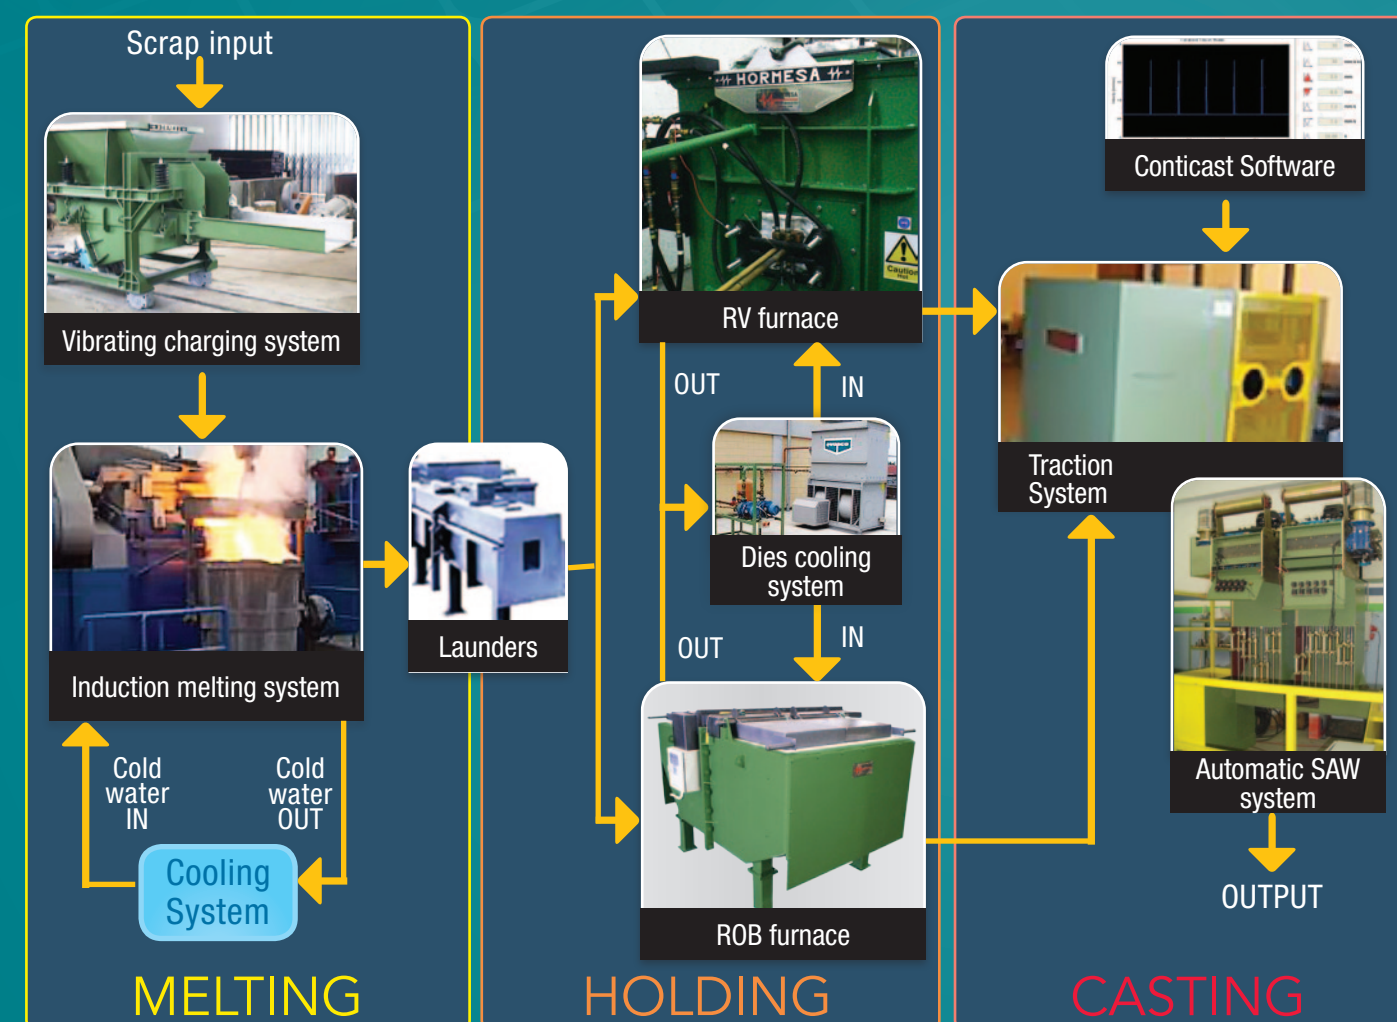 Scrap input
Vibrating charging system
Induction melting system
Cold
water
IN
Cold
water
OUT
Cooling
System
MELTING
Launders
HORMESA
Caution
Hot
RV furnace
OUT
IN
Dies cooling
system
OUT
IN
ROB furnace
HOLDING
Conticast Software
Traction
System
Automatic SAW
system
OUTPUT
CASTING